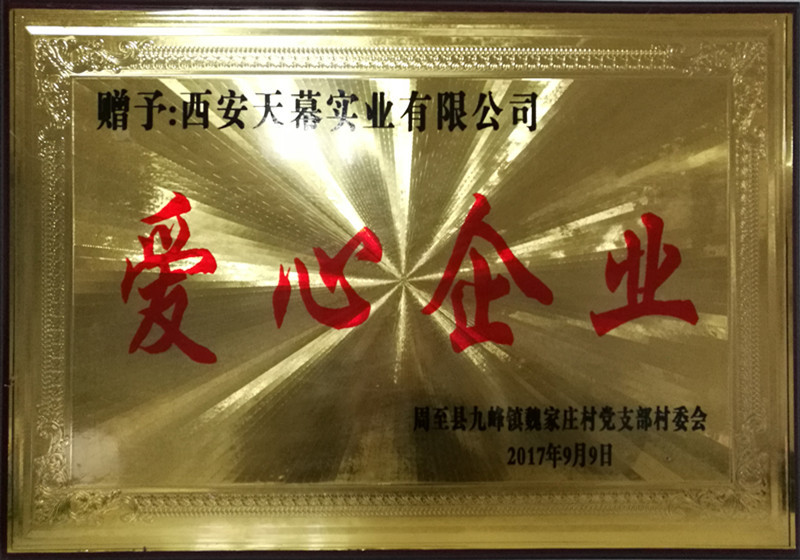 赠予:西安天幕实业有限公司
爱心企业
周至县九峰镇魏家庄村党支部村委会
2017年9月9日